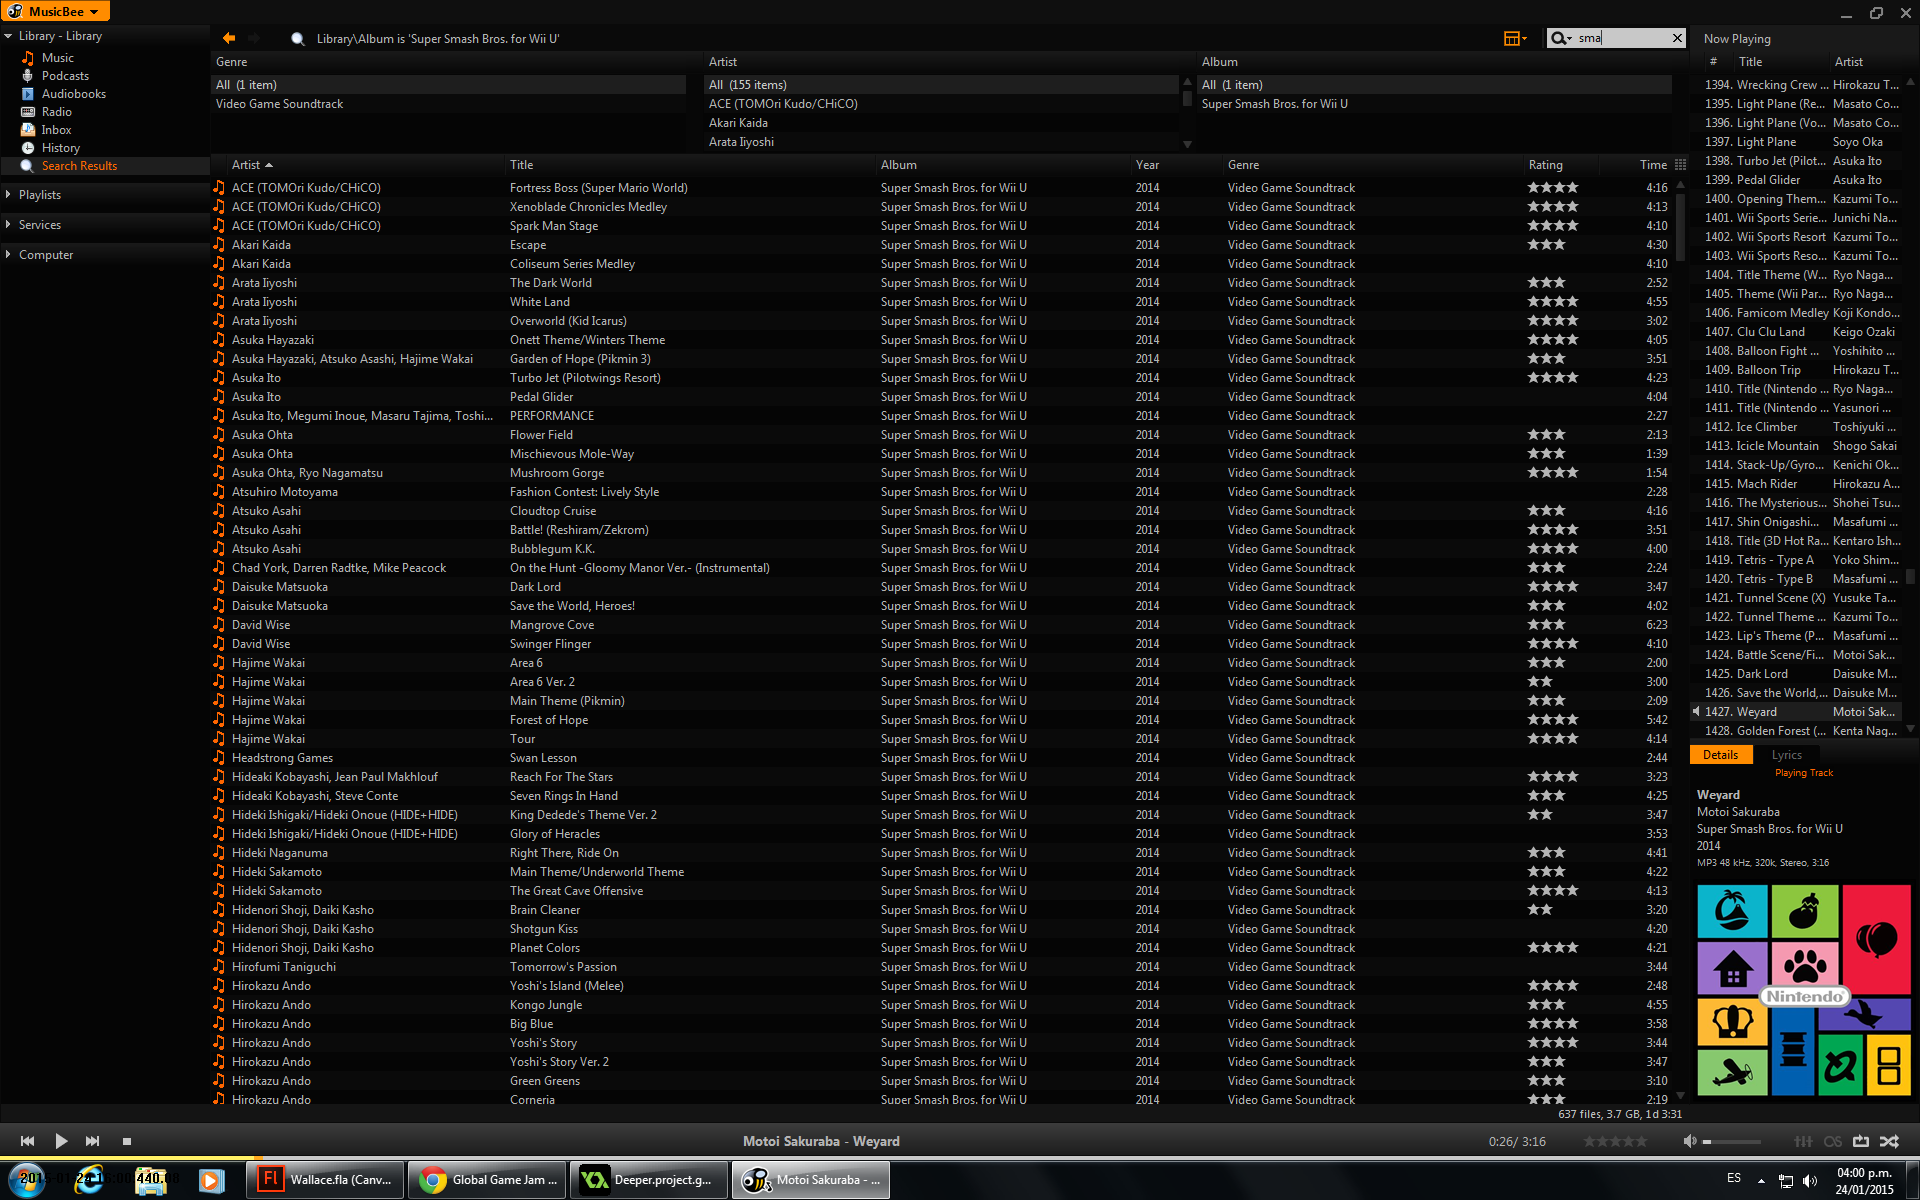 MusicBee
Library - Library
Music
Podcasts
Audiobooks
Radio
Inbox
History
Search Results
Playlists
Services
Computer
Library\Album is 'Super Smash Bros. for Wii U'
sma
Genre
All (1 item)
Video Game Soundtrack
Artist
All (155 items)
ACE (TOMOri Kudo/CHiCO)
Akari Kaida
Arata Iiyoshi
Album
All (1 item)
Super Smash Bros. for Wii U
Artist Title Album Year Genre Rating Time
ACE (TOMOri Kudo/CHiCO) Fortress Boss (Super Mario World) Super Smash Bros. for Wii U 2014 Video Game Soundtrack ★★★★ 4:16
ACE (TOMOri Kudo/CHiCO) Xenoblade Chronicles Medley Super Smash Bros. for Wii U 2014 Video Game Soundtrack ★★★★ 4:13
ACE (TOMOri Kudo/CHiCO) Spark Man Stage Super Smash Bros. for Wii U 2014 Video Game Soundtrack ★★★★ 4:10
Akari Kaida Escape Super Smash Bros. for Wii U 2014 Video Game Soundtrack ★★★ 4:30
Akari Kaida Coliseum Series Medley Super Smash Bros. for Wii U 2014 Video Game Soundtrack 4:10
Arata Iiyoshi The Dark World Super Smash Bros. for Wii U 2014 Video Game Soundtrack ★★★ 2:52
Arata Iiyoshi White Land Super Smash Bros. for Wii U 2014 Video Game Soundtrack ★★★★ 4:55
Arata Iiyoshi Overworld (Kid Icarus) Super Smash Bros. for Wii U 2014 Video Game Soundtrack ★★★★ 3:02
Asuka Hayazaki Onett Theme/Winters Theme Super Smash Bros. for Wii U 2014 Video Game Soundtrack ★★★★ 4:05
Asuka Hayazaki, Atsuko Asashi, Hajime Wakai Garden of Hope (Pikmin 3) Super Smash Bros. for Wii U 2014 Video Game Soundtrack ★★★ 3:51
Asuka Ito Turbo Jet (Pilotwings Resort) Super Smash Bros. for Wii U 2014 Video Game Soundtrack ★★★★ 4:23
Asuka Ito Pedal Glider Super Smash Bros. for Wii U 2014 Video Game Soundtrack 4:04
Asuka Ito, Megumi Inoue, Masaru Tajima, Toshi... PERFORMANCE Super Smash Bros. for Wii U 2014 Video Game Soundtrack 2:27
Asuka Ohta Flower Field Super Smash Bros. for Wii U 2014 Video Game Soundtrack ★★★ 2:13
Asuka Ohta Mischievous Mole-Way Super Smash Bros. for Wii U 2014 Video Game Soundtrack ★★★ 1:39
Asuka Ohta, Ryo Nagamatsu Mushroom Gorge Super Smash Bros. for Wii U 2014 Video Game Soundtrack ★★★★ 1:54
Atsuhiro Motoyama Fashion Contest: Lively Style Super Smash Bros. for Wii U 2014 Video Game Soundtrack 2:28
Atsuko Asahi Cloudtop Cruise Super Smash Bros. for Wii U 2014 Video Game Soundtrack ★★★ 4:16
Atsuko Asahi Battle! (Reshiram/Zekrom) Super Smash Bros. for Wii U 2014 Video Game Soundtrack ★★★★ 3:51
Atsuko Asahi Bubblegum K.K. Super Smash Bros. for Wii U 2014 Video Game Soundtrack ★★★★ 4:00
Chad York, Darren Radtke, Mike Peacock On the Hunt -Gloomy Manor Ver.- (Instrumental) Super Smash Bros. for Wii U 2014 Video Game Soundtrack ★★★ 2:24
Daisuke Matsuoka Dark Lord Super Smash Bros. for Wii U 2014 Video Game Soundtrack ★★★★ 3:47
Daisuke Matsuoka Save the World, Heroes! Super Smash Bros. for Wii U 2014 Video Game Soundtrack ★★★ 4:02
David Wise Mangrove Cove Super Smash Bros. for Wii U 2014 Video Game Soundtrack ★★★ 6:23
David Wise Swinger Flinger Super Smash Bros. for Wii U 2014 Video Game Soundtrack ★★★★ 4:10
Hajime Wakai Area 6 Super Smash Bros. for Wii U 2014 Video Game Soundtrack ★★★ 2:00
Hajime Wakai Area 6 Ver. 2 Super Smash Bros. for Wii U 2014 Video Game Soundtrack ★★ 3:00
Hajime Wakai Main Theme (Pikmin) Super Smash Bros. for Wii U 2014 Video Game Soundtrack ★★★ 2:09
Hajime Wakai Forest of Hope Super Smash Bros. for Wii U 2014 Video Game Soundtrack ★★★★ 5:42
Hajime Wakai Tour Super Smash Bros. for Wii U 2014 Video Game Soundtrack ★★★★ 4:14
Headstrong Games Swan Lesson Super Smash Bros. for Wii U 2014 Video Game Soundtrack 2:44
Hideaki Kobayashi, Jean Paul Makhlouf Reach For The Stars Super Smash Bros. for Wii U 2014 Video Game Soundtrack ★★★★ 3:23
Hideaki Kobayashi, Steve Conte Seven Rings In Hand Super Smash Bros. for Wii U 2014 Video Game Soundtrack ★★★ 4:25
Hideki Ishigaki/Hideki Onoue (HIDE+HIDE) King Dedede's Theme Ver. 2 Super Smash Bros. for Wii U 2014 Video Game Soundtrack ★★ 3:47
Hideki Ishigaki/Hideki Onoue (HIDE+HIDE) Glory of Heracles Super Smash Bros. for Wii U 2014 Video Game Soundtrack 3:53
Hideki Naganuma Right There, Ride On Super Smash Bros. for Wii U 2014 Video Game Soundtrack ★★★ 4:41
Hideki Sakamoto Main Theme/Underworld Theme Super Smash Bros. for Wii U 2014 Video Game Soundtrack ★★★ 4:22
Hideki Sakamoto The Great Cave Offensive Super Smash Bros. for Wii U 2014 Video Game Soundtrack ★★★★ 4:13
Hidenori Shoji, Daiki Kasho Brain Cleaner Super Smash Bros. for Wii U 2014 Video Game Soundtrack ★★ 3:20
Hidenori Shoji, Daiki Kasho Shotgun Kiss Super Smash Bros. for Wii U 2014 Video Game Soundtrack 4:20
Hidenori Shoji, Daiki Kasho Planet Colors Super Smash Bros. for Wii U 2014 Video Game Soundtrack ★★★★ 4:21
Hirofumi Taniguchi Tomorrow's Passion Super Smash Bros. for Wii U 2014 Video Game Soundtrack 3:44
Hirokazu Ando Yoshi's Island (Melee) Super Smash Bros. for Wii U 2014 Video Game Soundtrack ★★★★ 2:48
Hirokazu Ando Kongo Jungle Super Smash Bros. for Wii U 2014 Video Game Soundtrack ★★★ 4:55
Hirokazu Ando Big Blue Super Smash Bros. for Wii U 2014 Video Game Soundtrack ★★★★ 3:58
Hirokazu Ando Yoshi's Story Super Smash Bros. for Wii U 2014 Video Game Soundtrack ★★★★ 3:44
Hirokazu Ando Yoshi's Story Ver. 2 Super Smash Bros. for Wii U 2014 Video Game Soundtrack ★★★ 3:47
Hirokazu Ando Green Greens Super Smash Bros. for Wii U 2014 Video Game Soundtrack ★★★ 3:10
Hirokazu Ando Corneria Super Smash Bros. for Wii U 2014 Video Game Soundtrack ★★★ 2:19
637 files, 3.7 GB, 1d 3:31
Now Playing
# Title Artist
1394. Wrecking Crew ... Hirokazu T...
1395. Light Plane (Re... Masato Co...
1396. Light Plane (Vo... Masato Co...
1397. Light Plane Soyo Oka
1398. Turbo Jet (Pilot... Asuka Ito
1399. Pedal Glider Asuka Ito
1400. Opening Them... Kazumi To...
1401. Wii Sports Serie... Junichi Na...
1402. Wii Sports Resort Kazumi To...
1403. Wii Sports Reso... Kazumi To...
1404. Title Theme (W... Ryo Naga...
1405. Theme (Wii Par... Ryo Naga...
1406. Famicom Medley Koji Kondo...
1407. Clu Clu Land Keigo Ozaki
1408. Balloon Fight ... Yoshihito ...
1409. Balloon Trip Hirokazu T...
1410. Title (Nintendo ... Ryo Naga...
1411. Title (Nintendo ... Yasunori ...
1412. Ice Climber Toshiyuki ...
1413. Icicle Mountain Shogo Sakai
1414. Stack-Up/Gyro... Kenichi Ok...
1415. Mach Rider Hirokazu A...
1416. The Mysterious... Shohei Tsu...
1417. Shin Onigashi... Masafumi ...
1418. Title (3D Hot Ra... Kentaro Ish...
1419. Tetris - Type A Yoko Shim...
1420. Tetris - Type B Masafumi ...
1421. Tunnel Scene (X) Yusuke Ta...
1422. Tunnel Theme ... Kazumi To...
1423. Lip's Theme (P... Masafumi ...
1424. Battle Scene/Fi... Motoi Sak...
1425. Dark Lord Daisuke M...
1426. Save the World,... Daisuke M...
1427. Weyard Motoi Sak...
1428. Golden Forest (... Kenta Nag...
Details Lyrics
Playing Track
Weyard
Motoi Sakuraba
Super Smash Bros. for Wii U
2014
MP3 48 kHz, 320k, Stereo, 3:16
Nintendo
Motoi Sakuraba - Weyard
0:26/ 3:16
Wallace.fla (Canv...
Global Game Jam ...
Deeper.project.g...
Motoi Sakuraba - ...
ES
04:00 p.m.
24/01/2015